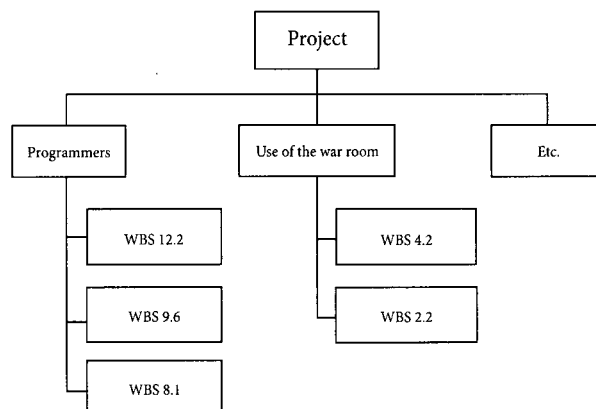 Project
Programmers
Use of the war room
Etc.
WBS 12.2
WBS 4.2
WBS 9.6
WBS 2.2
WBS 8.1